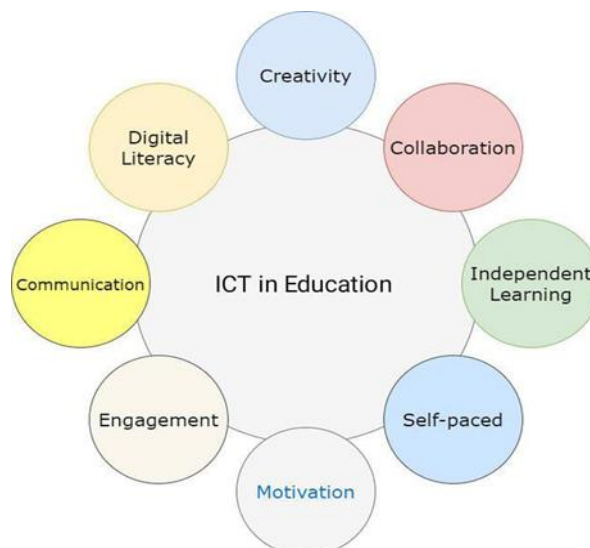 Creativity
Digital
Literacy
Collaboration
Communication
ICT in Education
Independent
Learning
Engagement
Self-paced
Motivation